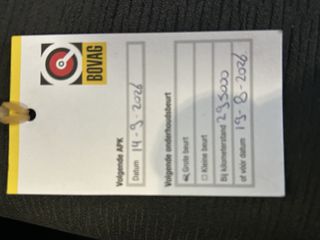 BOVAG
Volgende APK
Datum 14-9-2026
Volgende onderhoudsbeurt
Grote beurt
Kleine beurt
Bij kilometerstand 295000
of vóór datum 19-8-2026